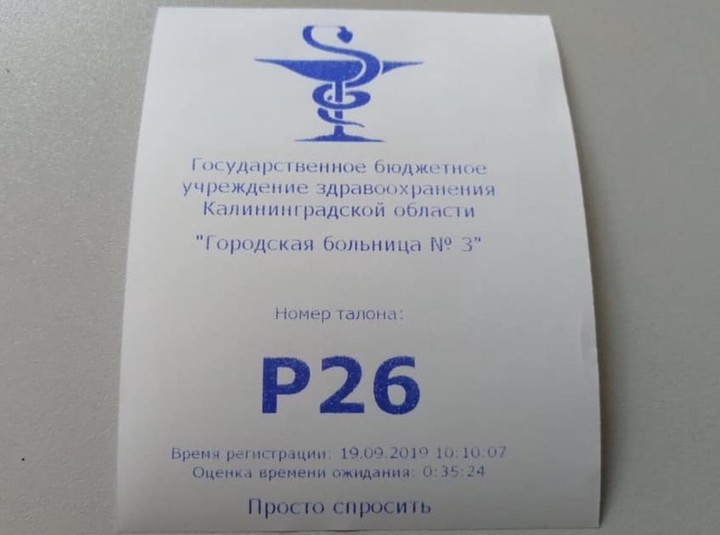 Государственное бюджетное
учреждение здравоохранения
Калининградской области
"Городская больница № 3"
Номер талона:
Р26
Время регистрации: 19.09.2019 10:10:07
Оценка времени ожидания: 0:35:24
Просто спросить